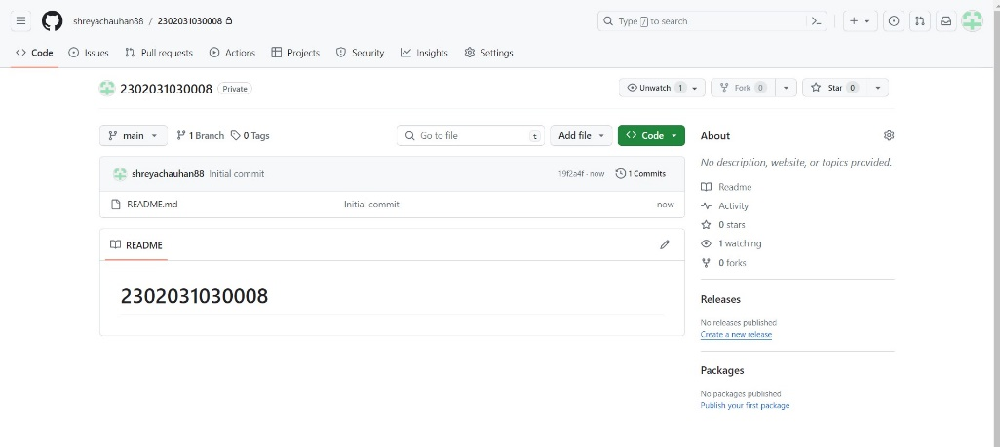 shreyachauhan88 / 2302031030008
Type / to search
Code Issues Pull requests Actions Projects Security Insights Settings
2302031030008 Private
Unwatch 1 Fork 0 Star 0
main 1 Branch 0 Tags Go to file t Add file Code
shreyachauhan88 Initial commit 19f2a4f · now 1 Commits
README.md Initial commit now
README
2302031030008
About
No description, website, or topics provided.
Readme
Activity
0 stars
1 watching
0 forks
Releases
No releases published
Create a new release
Packages
No packages published
Publish your first package